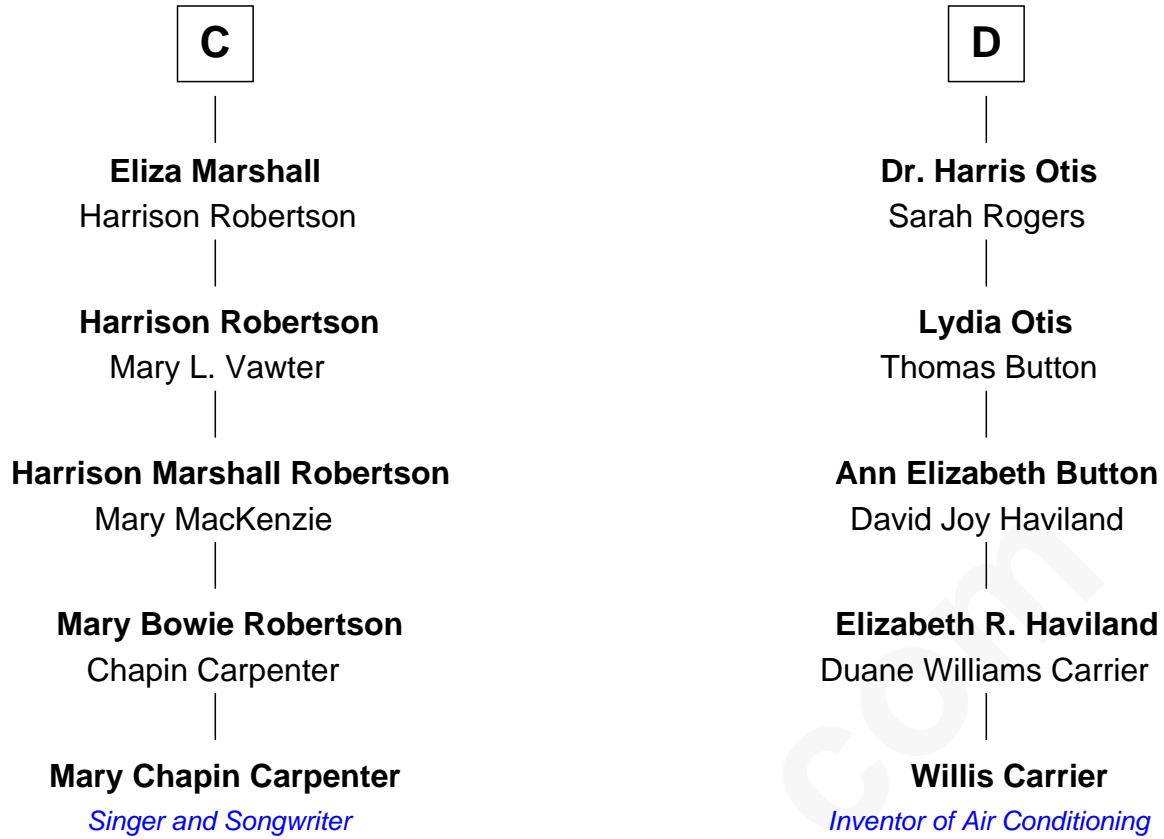 C
Eliza Marshall
Harrison Robertson
Harrison Robertson
Mary L. Vawter
Harrison Marshall Robertson
Mary MacKenzie
Mary Bowie Robertson
Chapin Carpenter
Mary Chapin Carpenter
Singer and Songwriter
D
Dr. Harris Otis
Sarah Rogers
Lydia Otis
Thomas Button
Ann Elizabeth Button
David Joy Haviland
Elizabeth R. Haviland
Duane Williams Carrier
Willis Carrier
Inventor of Air Conditioning
com